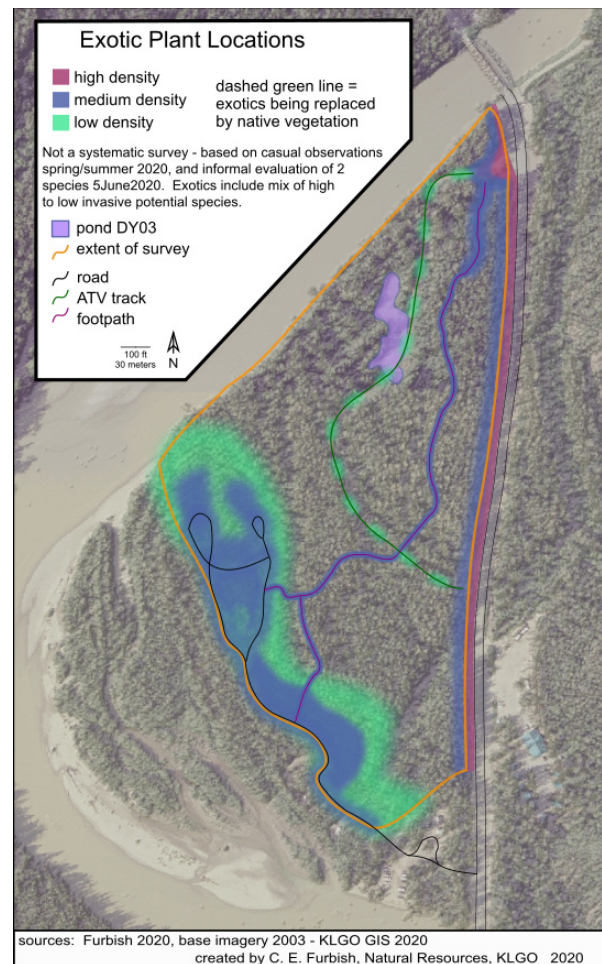 Exotic Plant Locations
high density
medium density
low density
dashed green line =
exotics being replaced
by native vegetation
Not a systematic survey - based on casual observations
spring/summer 2020, and informal evaluation of 2
species 5June2020. Exotics include mix of high
to low invasive potential species.
pond DY03
extent of survey
road
ATV track
footpath
100 ft
30 meters
N
sources: Furbish 2020, base imagery 2003 - KLGO GIS 2020
created by C. E. Furbish, Natural Resources, KLGO 2020